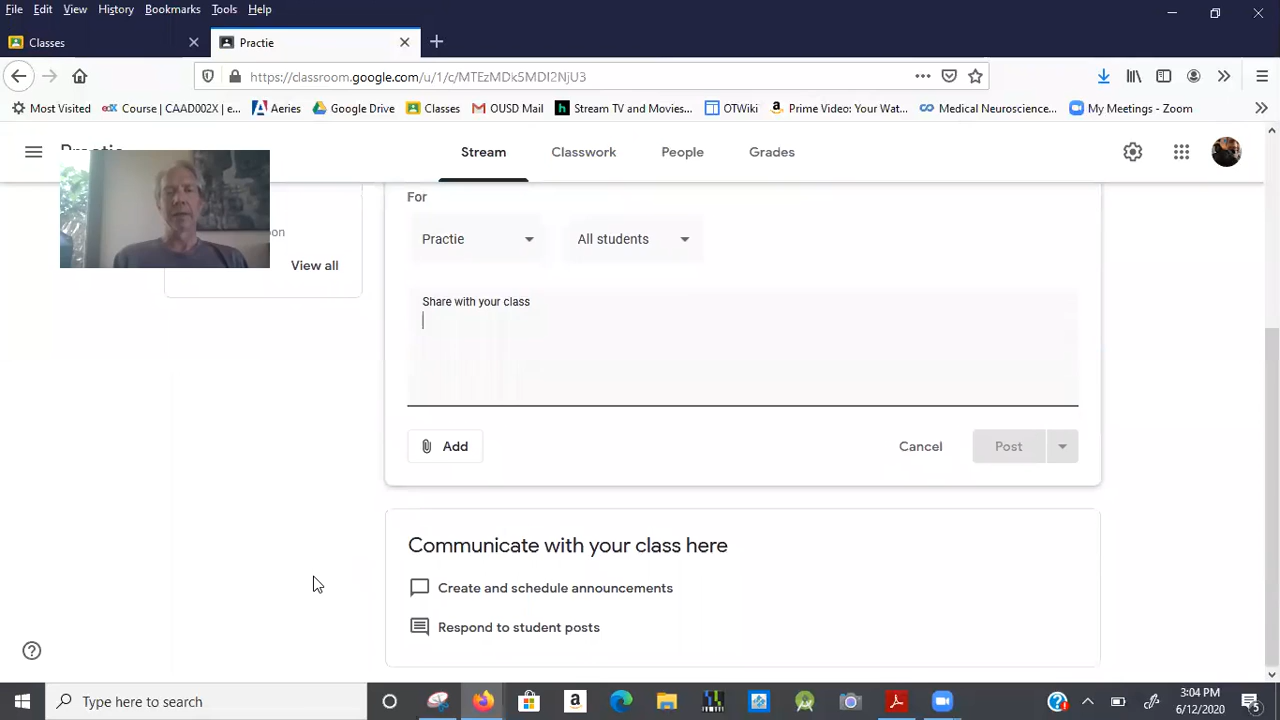 File Edit View History Bookmarks Tools Help
Classes
Practie
https://classroom.google.com/u/1/c/MTEzMDk5MDI2NjU3
Most Visited
edX Course | CAAD002X | e...
Aeries
Google Drive
Classes
OUSD Mail
h Stream TV and Movies...
OTWiki
Prime Video: Your Wat...
Medical Neuroscience...
My Meetings - Zoom
Practie
Stream
Classwork
People
Grades
For
Practie
All students
oon
View all
Share with your class
Add
Cancel
Post
Communicate with your class here
Create and schedule announcements
Respond to student posts
Type here to search
3:04 PM
6/12/2020
5